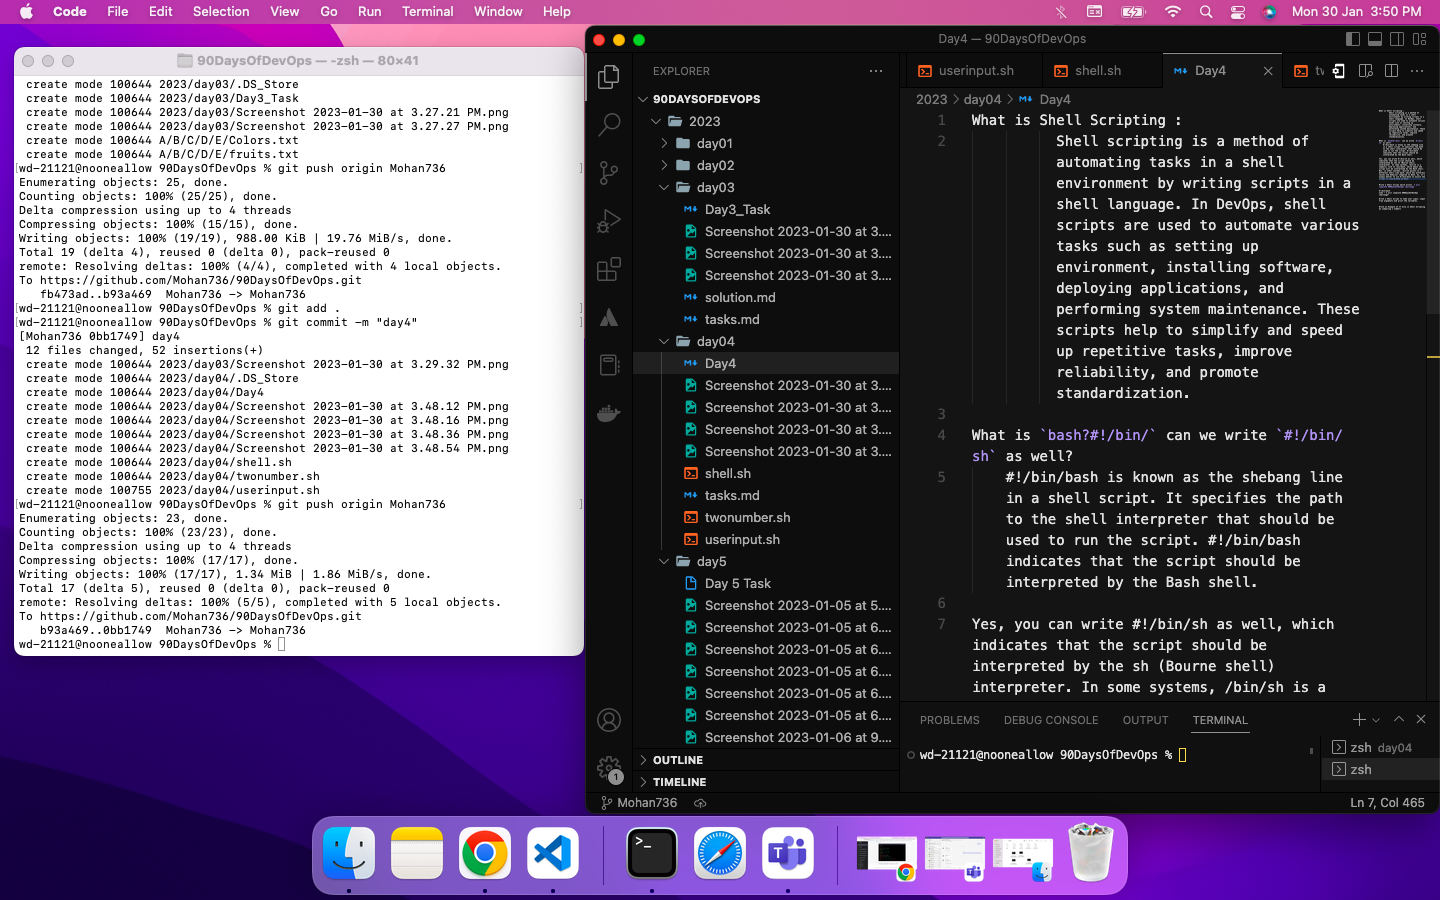 Code File Edit Selection View Go Run Terminal Window Help
Mon 30 Jan 3:50 PM
90DaysOfDevOps — -zsh — 80×41
create mode 100644 2023/day03/.DS_Store
create mode 100644 2023/day03/Day3_Task
create mode 100644 2023/day03/Screenshot 2023-01-30 at 3.27.21 PM.png
create mode 100644 2023/day03/Screenshot 2023-01-30 at 3.27.27 PM.png
create mode 100644 A/B/C/D/E/Colors.txt
create mode 100644 A/B/C/D/E/fruits.txt
[wd-21121@nooneallow 90DaysOfDevOps % git push origin Mohan736 ]
Enumerating objects: 25, done.
Counting objects: 100% (25/25), done.
Delta compression using up to 4 threads
Compressing objects: 100% (15/15), done.
Writing objects: 100% (19/19), 988.00 KiB | 19.76 MiB/s, done.
Total 19 (delta 4), reused 0 (delta 0), pack-reused 0
remote: Resolving deltas: 100% (4/4), completed with 4 local objects.
To https://github.com/Mohan736/90DaysOfDevOps.git
fb473ad..b93a469 Mohan736 -> Mohan736
[wd-21121@nooneallow 90DaysOfDevOps % git add . ]
[wd-21121@nooneallow 90DaysOfDevOps % git commit -m "day4" ]
[Mohan736 0bb1749] day4
12 files changed, 52 insertions(+)
create mode 100644 2023/day03/Screenshot 2023-01-30 at 3.29.32 PM.png
create mode 100644 2023/day04/.DS_Store
create mode 100644 2023/day04/Day4
create mode 100644 2023/day04/Screenshot 2023-01-30 at 3.48.12 PM.png
create mode 100644 2023/day04/Screenshot 2023-01-30 at 3.48.16 PM.png
create mode 100644 2023/day04/Screenshot 2023-01-30 at 3.48.36 PM.png
create mode 100644 2023/day04/Screenshot 2023-01-30 at 3.48.54 PM.png
create mode 100644 2023/day04/shell.sh
create mode 100644 2023/day04/twonumber.sh
create mode 100755 2023/day04/userinput.sh
[wd-21121@nooneallow 90DaysOfDevOps % git push origin Mohan736 ]
Enumerating objects: 23, done.
Counting objects: 100% (23/23), done.
Delta compression using up to 4 threads
Compressing objects: 100% (17/17), done.
Writing objects: 100% (17/17), 1.34 MiB | 1.86 MiB/s, done.
Total 17 (delta 5), reused 0 (delta 0), pack-reused 0
remote: Resolving deltas: 100% (5/5), completed with 5 local objects.
To https://github.com/Mohan736/90DaysOfDevOps.git
b93a469..0bb1749 Mohan736 -> Mohan736
wd-21121@nooneallow 90DaysOfDevOps %
Day4 — 90DaysOfDevOps
EXPLORER ···
90DAYSOFDEVOPS
2023
day01
day02
day03
Day3_Task
Screenshot 2023-01-30 at 3....
Screenshot 2023-01-30 at 3....
Screenshot 2023-01-30 at 3....
solution.md
tasks.md
day04
Day4
Screenshot 2023-01-30 at 3....
Screenshot 2023-01-30 at 3....
Screenshot 2023-01-30 at 3....
Screenshot 2023-01-30 at 3....
shell.sh
tasks.md
twonumber.sh
userinput.sh
day5
Day 5 Task
Screenshot 2023-01-05 at 5....
Screenshot 2023-01-05 at 6....
Screenshot 2023-01-05 at 6....
Screenshot 2023-01-05 at 6....
Screenshot 2023-01-05 at 6....
Screenshot 2023-01-05 at 6....
Screenshot 2023-01-06 at 9....
OUTLINE
TIMELINE
1
userinput.sh shell.sh Day4 tv
2023 > day04 > Day4
1 What is Shell Scripting :
2 Shell scripting is a method of
automating tasks in a shell
environment by writing scripts in a
shell language. In DevOps, shell
scripts are used to automate various
tasks such as setting up
environment, installing software,
deploying applications, and
performing system maintenance. These
scripts help to simplify and speed
up repetitive tasks, improve
reliability, and promote
standardization.
3
4 What is `bash?#!/bin/` can we write `#!/bin/
sh` as well?
5 #!/bin/bash is known as the shebang line
in a shell script. It specifies the path
to the shell interpreter that should be
used to run the script. #!/bin/bash
indicates that the script should be
interpreted by the Bash shell.
6
7 Yes, you can write #!/bin/sh as well, which
indicates that the script should be
interpreted by the sh (Bourne shell)
interpreter. In some systems, /bin/sh is a
PROBLEMS DEBUG CONSOLE OUTPUT TERMINAL
wd-21121@nooneallow 90DaysOfDevOps %
zsh day04
zsh
Mohan736
Ln 7, Col 465